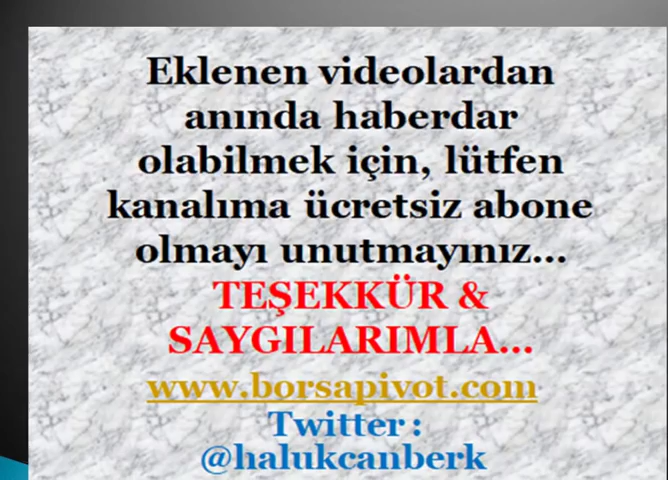 Eklenen videolardan
anında haberdar
olabilmek için, lütfen
kanalıma ücretsiz abone
olmayı unutmayınız...
TEŞEKKÜR &
SAYGILARIMLA...
www.borsapivot.com
Twitter :
@halukcanberk